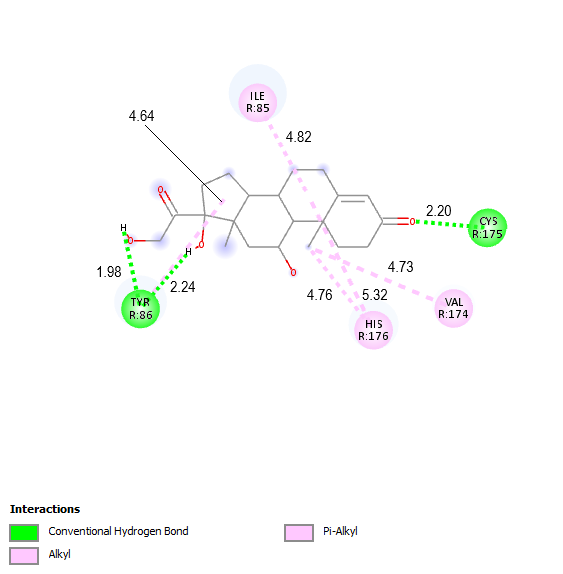 ILE
R:85
4.64
4.82
O
H
O
O
H
O
O
2.20
CYS
R:175
1.98
2.24
4.73
4.76
5.32
TYR
R:86
VAL
R:174
HIS
R:176
Interactions
Conventional Hydrogen Bond
Pi-Alkyl
Alkyl